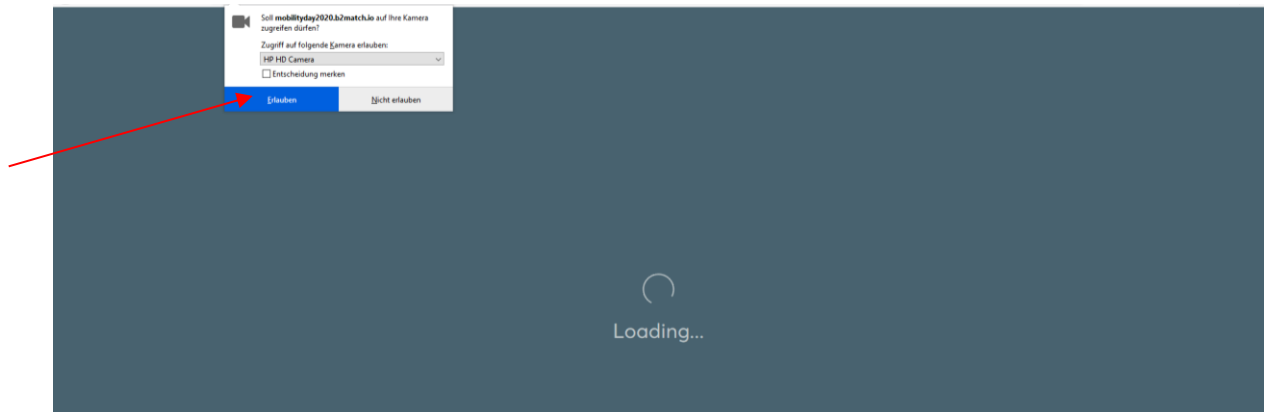 Soll mobilityday2020.b2match.io auf Ihre Kamera
zugreifen dürfen?
Zugriff auf folgende Kamera erlauben:
HP HD Camera
Entscheidung merken
Erlauben
Nicht erlauben
Loading...